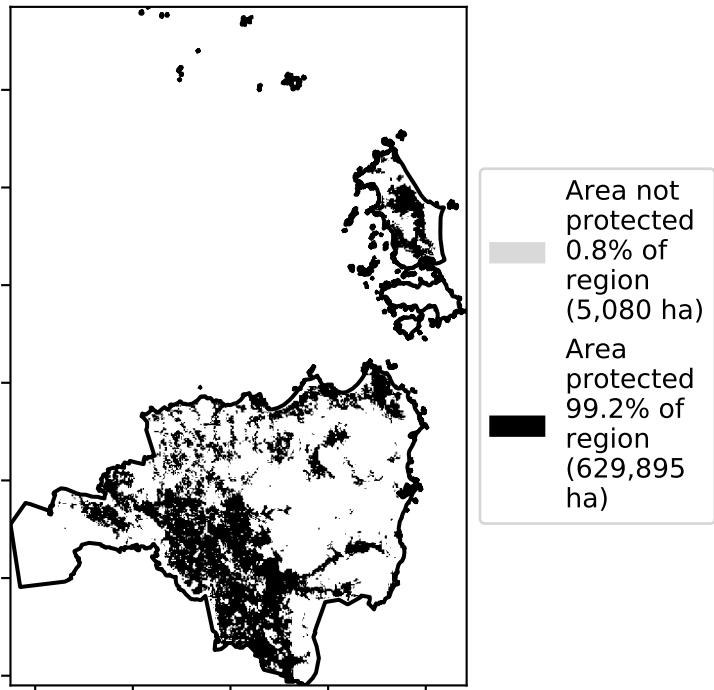 Area not
protected
0.8% of
region
(5,080 ha)
Area
protected
99.2% of
region
(629,895
ha)